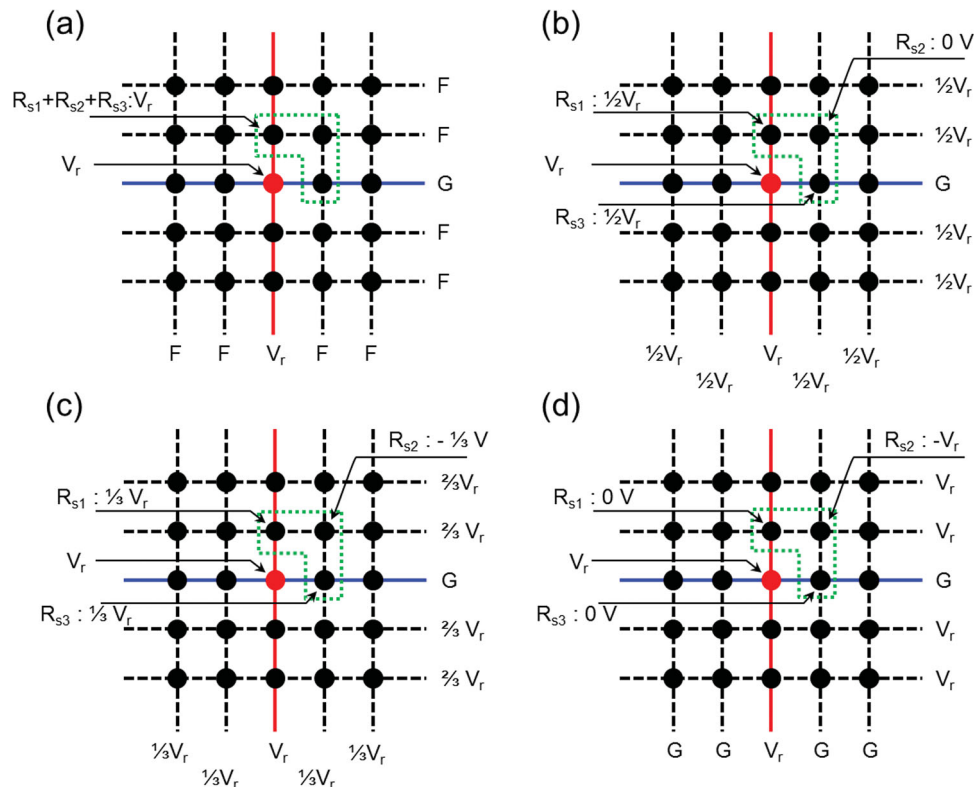 (a)
F
Rs1+Rs2+Rs3:Vr
F
Vr
G
F
F
F F Vr F F
(b)
Rs2 : 0 V
½Vr
Rs1 : ½Vr
½Vr
Vr
G
Rs3 : ½Vr
½Vr
½Vr
½Vr Vr ½Vr
½Vr ½Vr
(c)
Rs2 : - ⅓ V
⅔Vr
Rs1 : ⅓ Vr
⅔ Vr
Vr
G
Rs3 : ⅓ Vr
⅔ Vr
⅔ Vr
⅓Vr Vr ⅓Vr
⅓Vr ⅓Vr
(d)
Rs2 : -Vr
Vr
Rs1 : 0 V
Vr
Vr
G
Rs3 : 0 V
Vr
Vr
G G Vr G G